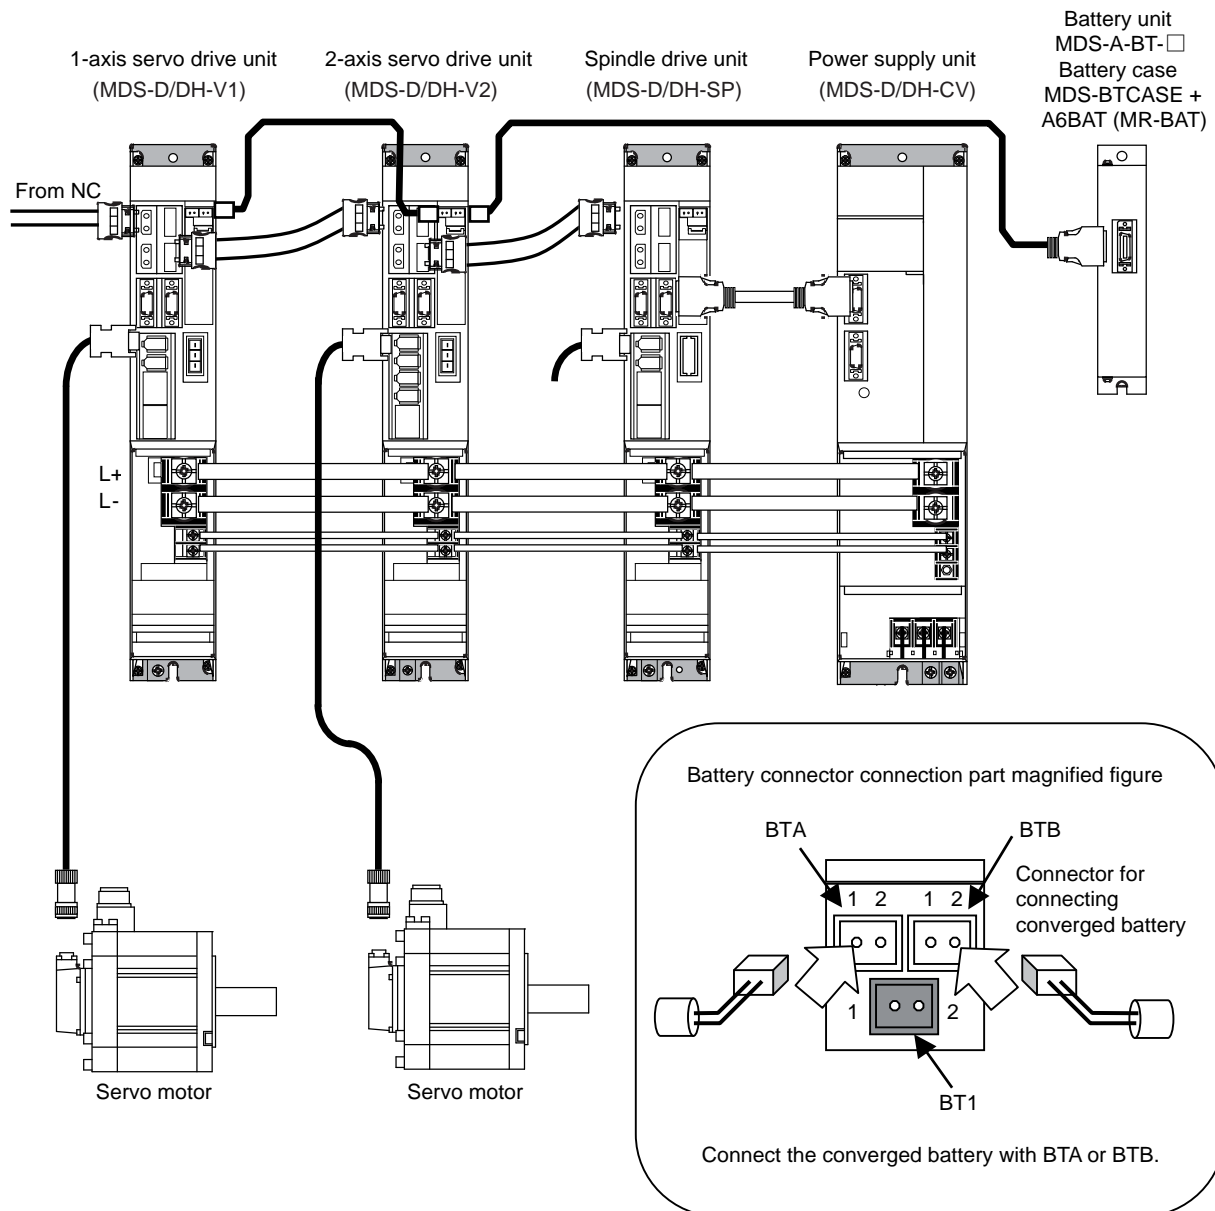 Battery unit
MDS-A-BT-□
Battery case
MDS-BTCASE +
A6BAT (MR-BAT)
1-axis servo drive unit
(MDS-D/DH-V1)
2-axis servo drive unit
(MDS-D/DH-V2)
Spindle drive unit
(MDS-D/DH-SP)
Power supply unit
(MDS-D/DH-CV)
From NC
L+
L-
Servo motor
Servo motor
Battery connector connection part magnified figure
BTA
BTB
Connector for
connecting
converged battery
1 2
1 2
1
2
BT1
Connect the converged battery with BTA or BTB.